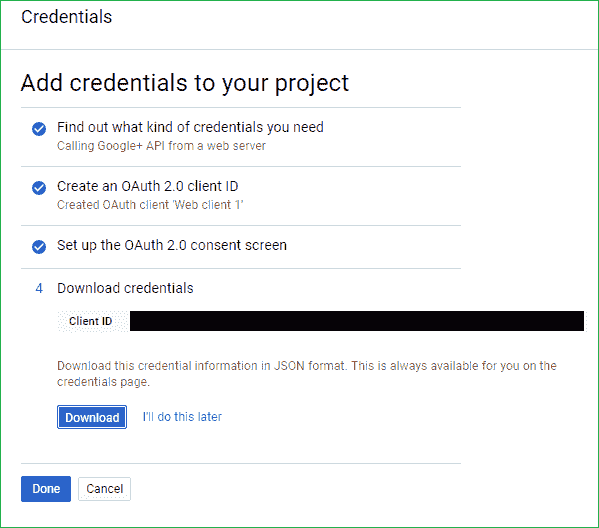 Credentials
Add credentials to your project
Find out what kind of credentials you need
Calling Google+ API from a web server
Create an OAuth 2.0 client ID
Created OAuth client 'Web client 1'
Set up the OAuth 2.0 consent screen
4 Download credentials
Client ID
Download this credential information in JSON format. This is always available for you on the
credentials page.
Download I'll do this later
Done Cancel